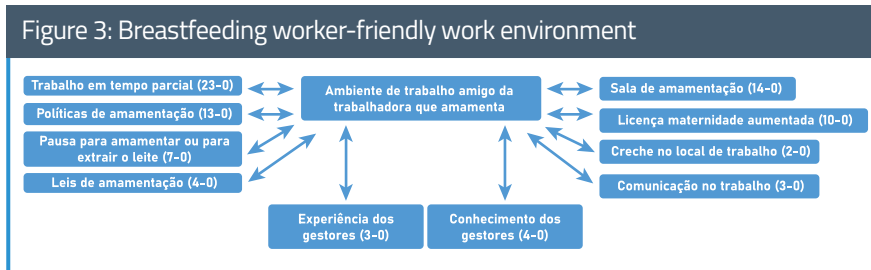 Figure 3: Breastfeeding worker-friendly work environment
Trabalho em tempo parcial (23-0)
Políticas de amamentação (13-0)
Pausa para amamentar ou para
extrair o leite (7-0)
Leis de amamentação (4-0)
Ambiente de trabalho amigo da
trabalhadora que amamenta
Sala de amamentação (14-0)
Licença maternidade aumentada (10-0)
Creche no local de trabalho (2-0)
Comunicação no trabalho (3-0)
Experiência dos
gestores (3-0)
Conhecimento dos
gestores (4-0)